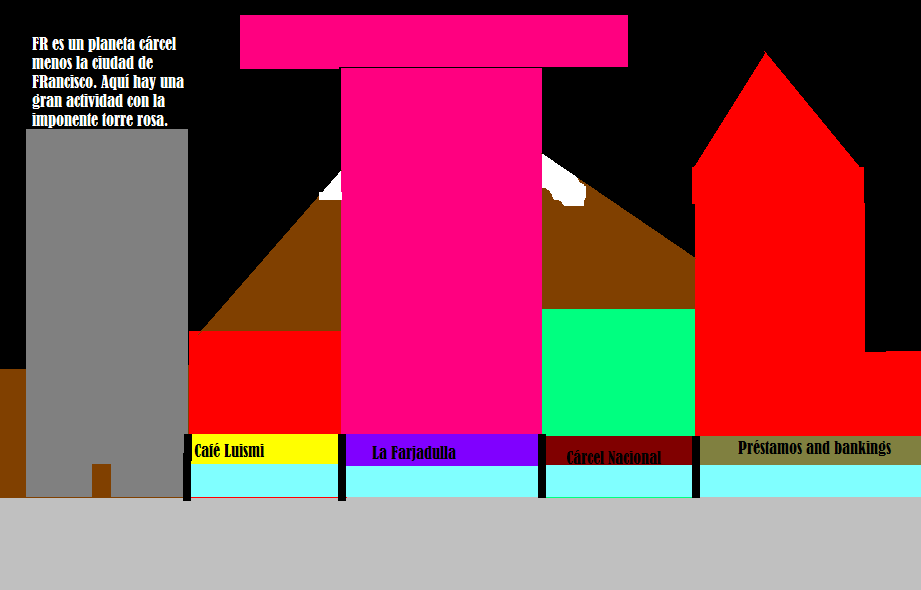 FR es un planeta cárcel
menos la ciudad de
FRancisco. Aquí hay una
gran actividad con la
imponente torre rosa.
Café Luismi
La Farjadulla
Cárcel Nacional
Préstamos and bankings